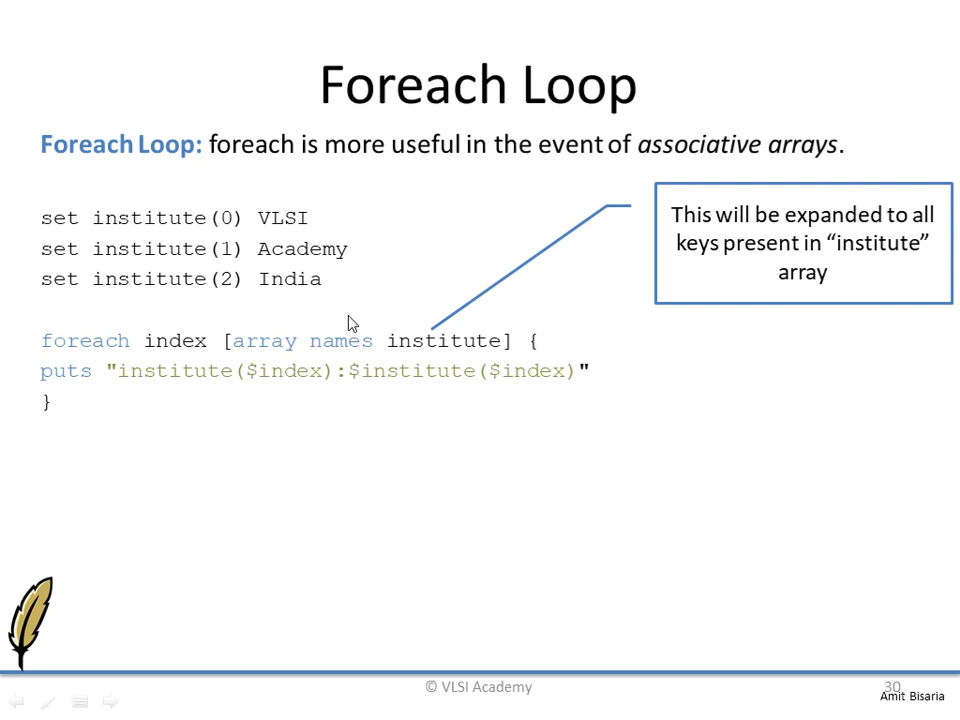 Foreach Loop
Foreach Loop: foreach is more useful in the event of associative arrays.
set institute(0) VLSI
set institute(1) Academy
set institute(2) India
This will be expanded to all
keys present in “institute”
array
foreach index [array names institute] {
puts "institute($index):$institute($index)"
}
© VLSI Academy
30
Amit Bisaria